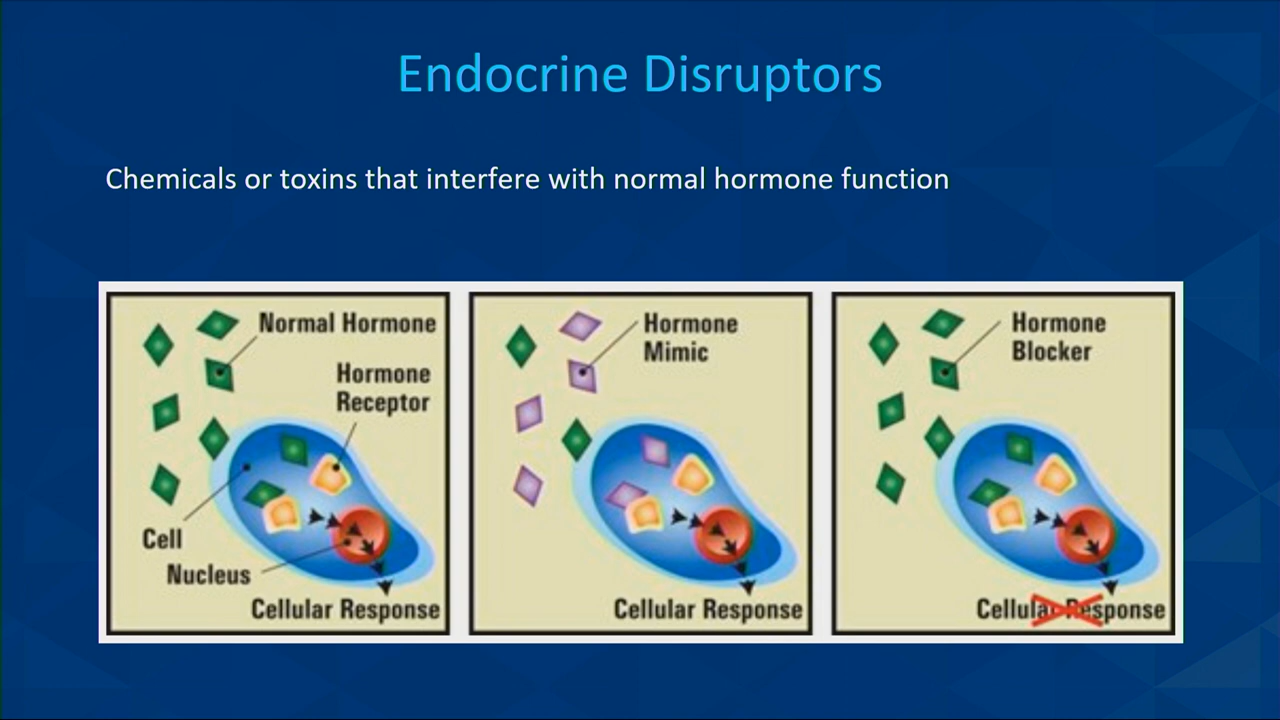 Endocrine Disruptors
Chemicals or toxins that interfere with normal hormone function
Normal Hormone
Hormone
Receptor
Cell
Nucleus
Cellular Response
Hormone
Mimic
Cellular Response
Hormone
Blocker
Cellular Response